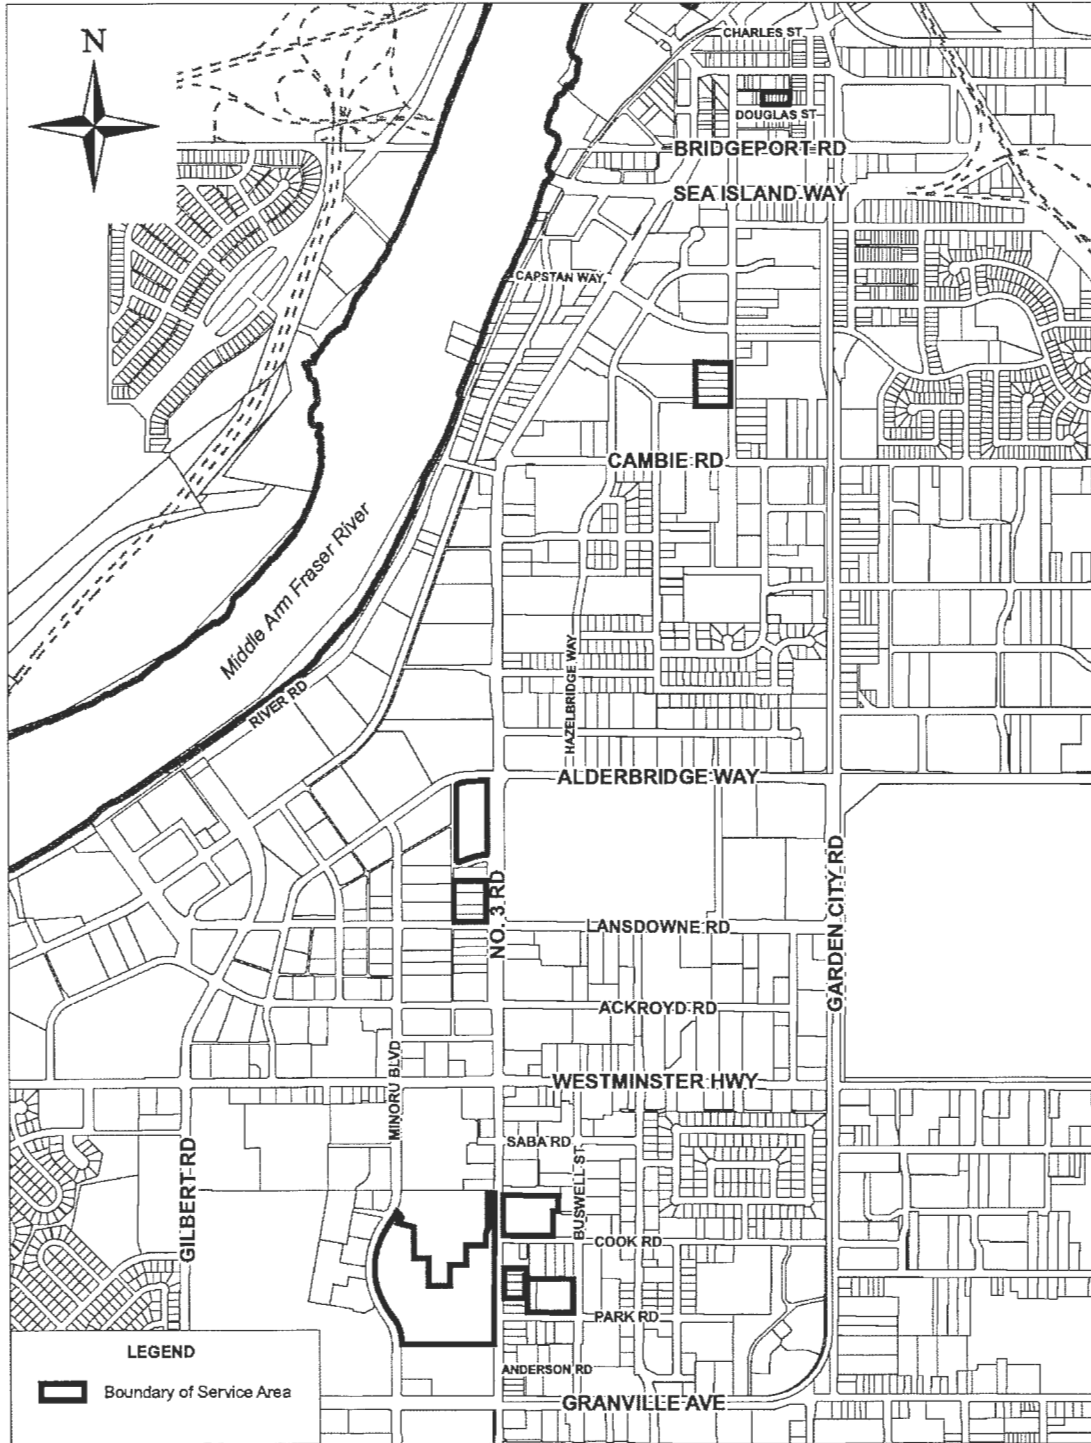 N
CHARLES ST
DOUGLAS ST
BRIDGEPORT RD
SEA ISLAND WAY
CAPSTAN WAY
CAMBIE RD
Middle Arm Fraser River
RIVER RD
HAZELBRIDGE WAY
ALDERBRIDGE WAY
GARDEN CITY RD
NO. 3 RD
LANSDOWNE RD
ACKROYD RD
MINORU BLVD
WESTMINSTER HWY
SABA RD
GILBERT RD
BUSWELL ST
COOK RD
PARK RD
LEGEND
ANDERSON RD
Boundary of Service Area
GRANVILLE AVE